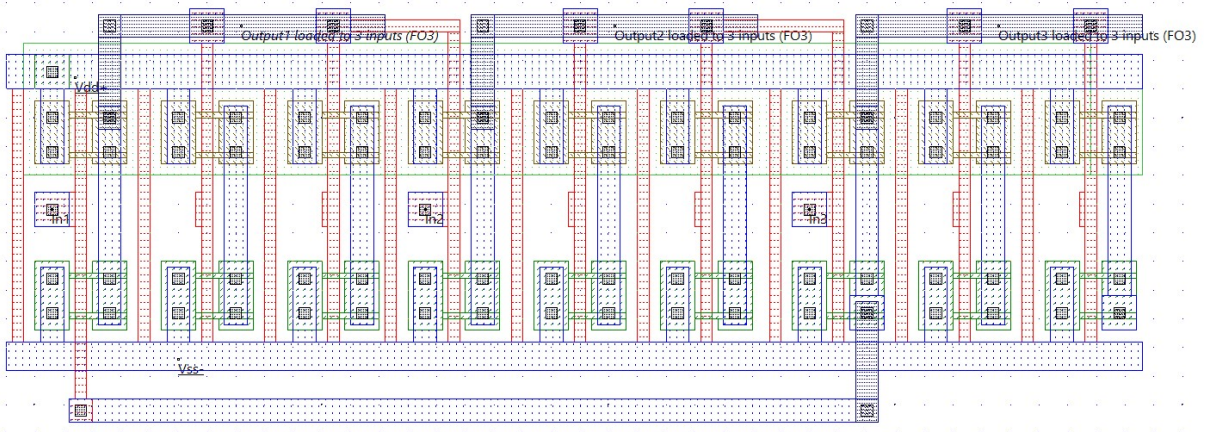 Output1 loaded to 3 inputs (FO3)
Output2 loaded to 3 inputs (FO3)
Output3 loaded to 3 inputs (FO3)
Vdd+
In1
In2
In3
Vss-